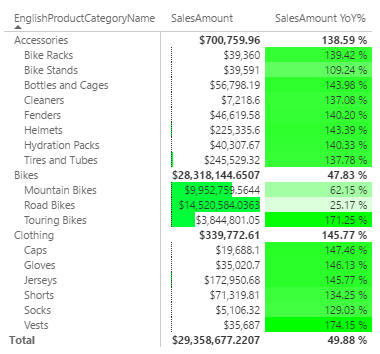 EnglishProductCategoryName SalesAmount SalesAmount YoY%
Accessories $700,759.96 138.59 %
Bike Racks $39,360 139.42 %
Bike Stands $39,591 109.24 %
Bottles and Cages $56,798.19 143.98 %
Cleaners $7,218.6 137.08 %
Fenders $46,619.58 140.20 %
Helmets $225,335.6 143.39 %
Hydration Packs $40,307.67 140.33 %
Tires and Tubes $245,529.32 137.78 %
Bikes $28,318,144.6507 47.83 %
Mountain Bikes $9,952,759.5644 62.15 %
Road Bikes $14,520,584.0363 25.17 %
Touring Bikes $3,844,801.05 171.25 %
Clothing $339,772.61 145.77 %
Caps $19,688.1 147.46 %
Gloves $35,020.7 146.13 %
Jerseys $172,950.68 145.77 %
Shorts $71,319.81 134.25 %
Socks $5,106.32 129.03 %
Vests $35,687 174.15 %
Total $29,358,677.2207 49.88 %